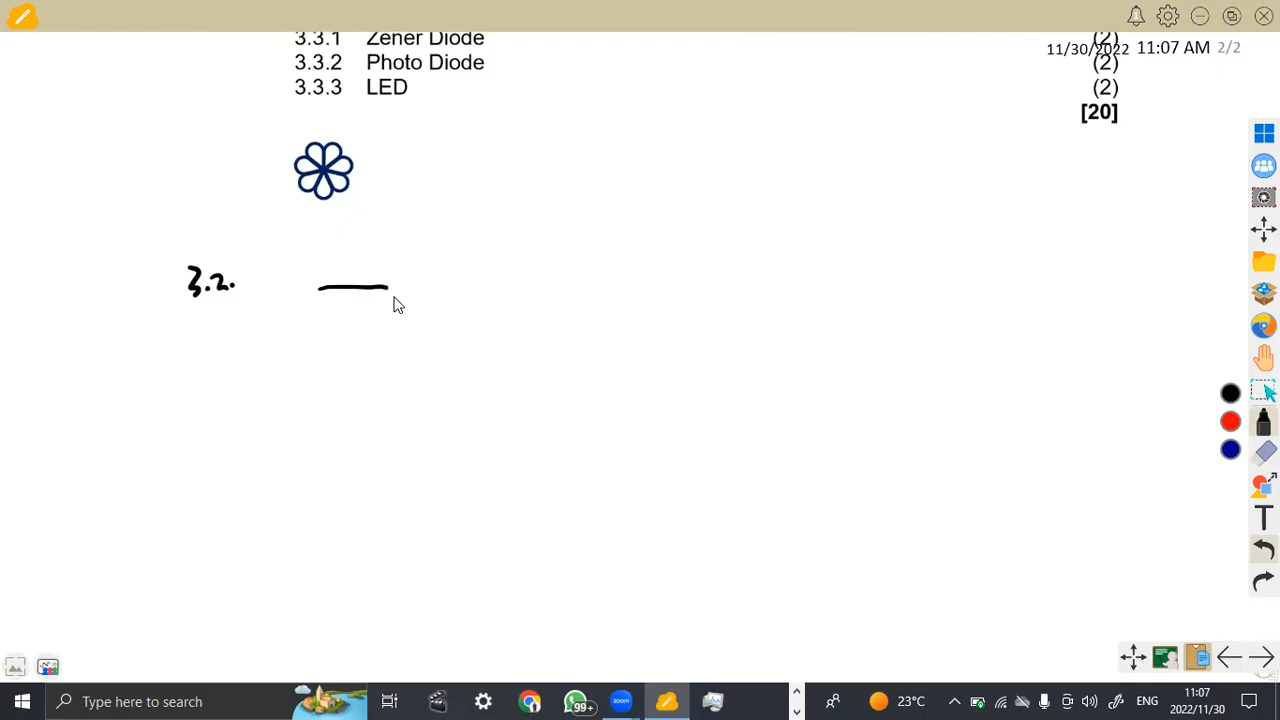 3.3.1 Zener Diode (2)
11/30/2022 11:07 AM 2/2
3.3.2 Photo Diode (2)
3.3.3 LED (2)
[20]
3.2.
T
99+
zoom
Type here to search
23°C
ENG
11:07
2022/11/30